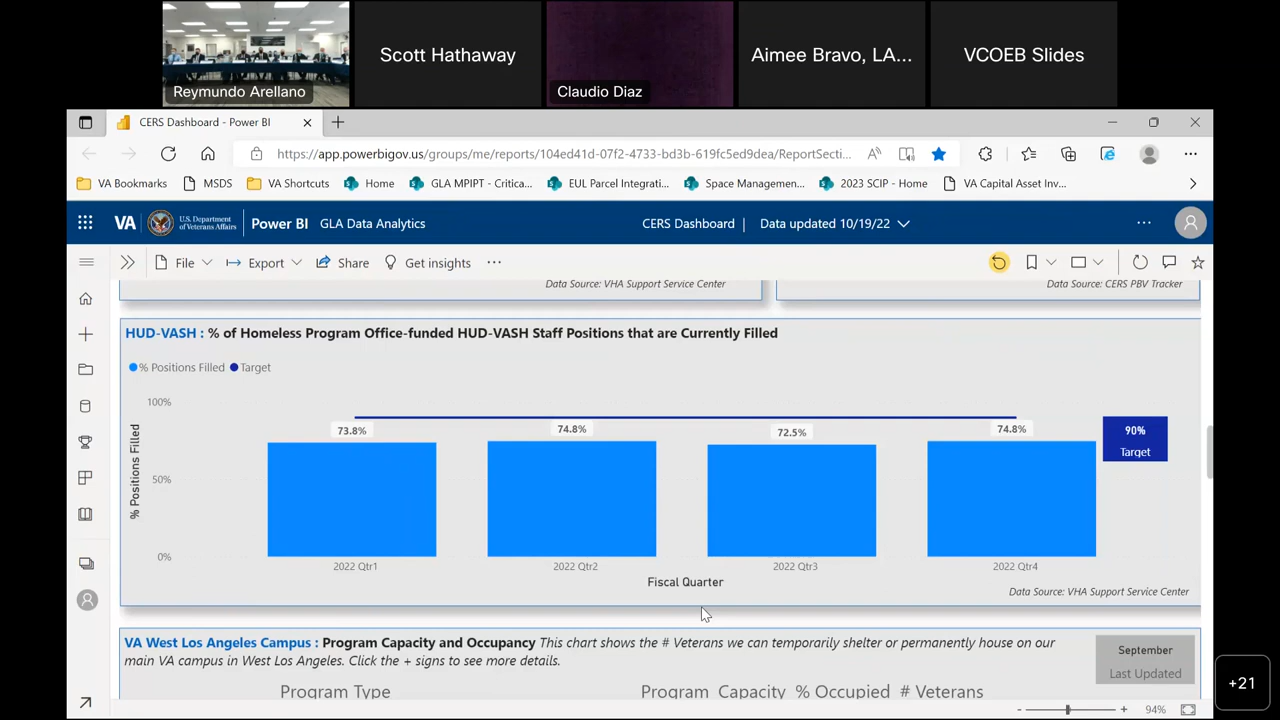 Reymundo Arellano
Scott Hathaway
Claudio Diaz
Aimee Bravo, LA...
VCOEB Slides
CERS Dashboard - Power BI
https://app.powerbigov.us/groups/me/reports/104ed41d-07f2-4733-bd3b-619fc5ed9dea/ReportSecti...
VA Bookmarks
MSDS
VA Shortcuts
Home
GLA MPIPT - Critica...
EUL Parcel Integrati...
Space Managemen...
2023 SCIP - Home
VA Capital Asset Inv...
VA
U.S. Department
of Veterans Affairs
Power BI
GLA Data Analytics
CERS Dashboard
Data updated 10/19/22
File
Export
Share
Get insights
Data Source: VHA Support Service Center
Data Source: CERS PBV Tracker
HUD-VASH : % of Homeless Program Office-funded HUD-VASH Staff Positions that are Currently Filled
% Positions Filled
Target
100%
50%
0%
% Positions Filled
73.8%
74.8%
72.5%
74.8%
90%
Target
2022 Qtr1
2022 Qtr2
2022 Qtr3
2022 Qtr4
Fiscal Quarter
Data Source: VHA Support Service Center
VA West Los Angeles Campus : Program Capacity and Occupancy This chart shows the # Veterans we can temporarily shelter or permanently house on our
main VA campus in West Los Angeles. Click the + signs to see more details.
September
Last Updated
Program Type
Program Capacity
% Occupied
# Veterans
94%
+21